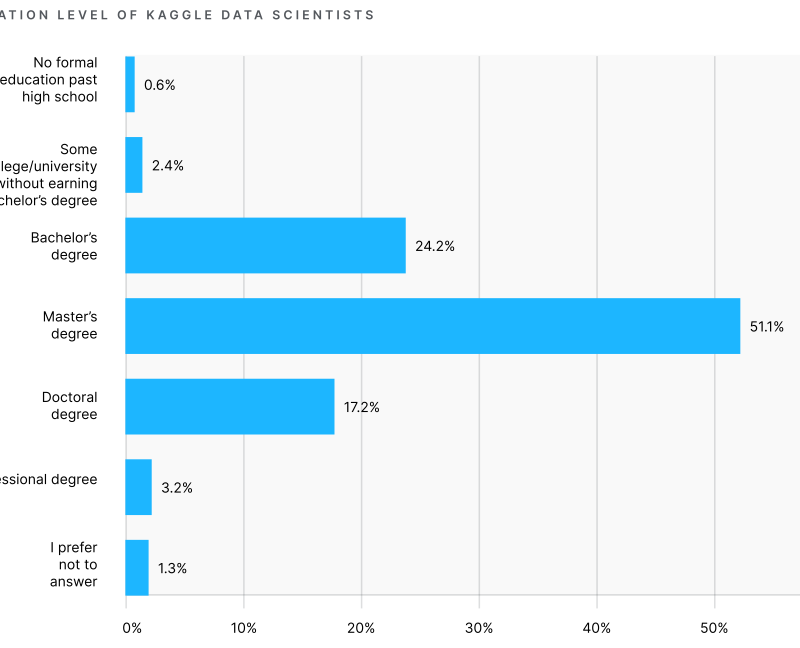 ATION LEVEL OF KAGGLE DATA SCIENTISTS
No formal
education past
high school
0.6%
Some
lege/university
without earning
chelor’s degree
2.4%
Bachelor’s
degree
24.2%
Master’s
degree
51.1%
Doctoral
degree
17.2%
essional degree
3.2%
I prefer
not to
answer
1.3%
0% 10% 20% 30% 40% 50%